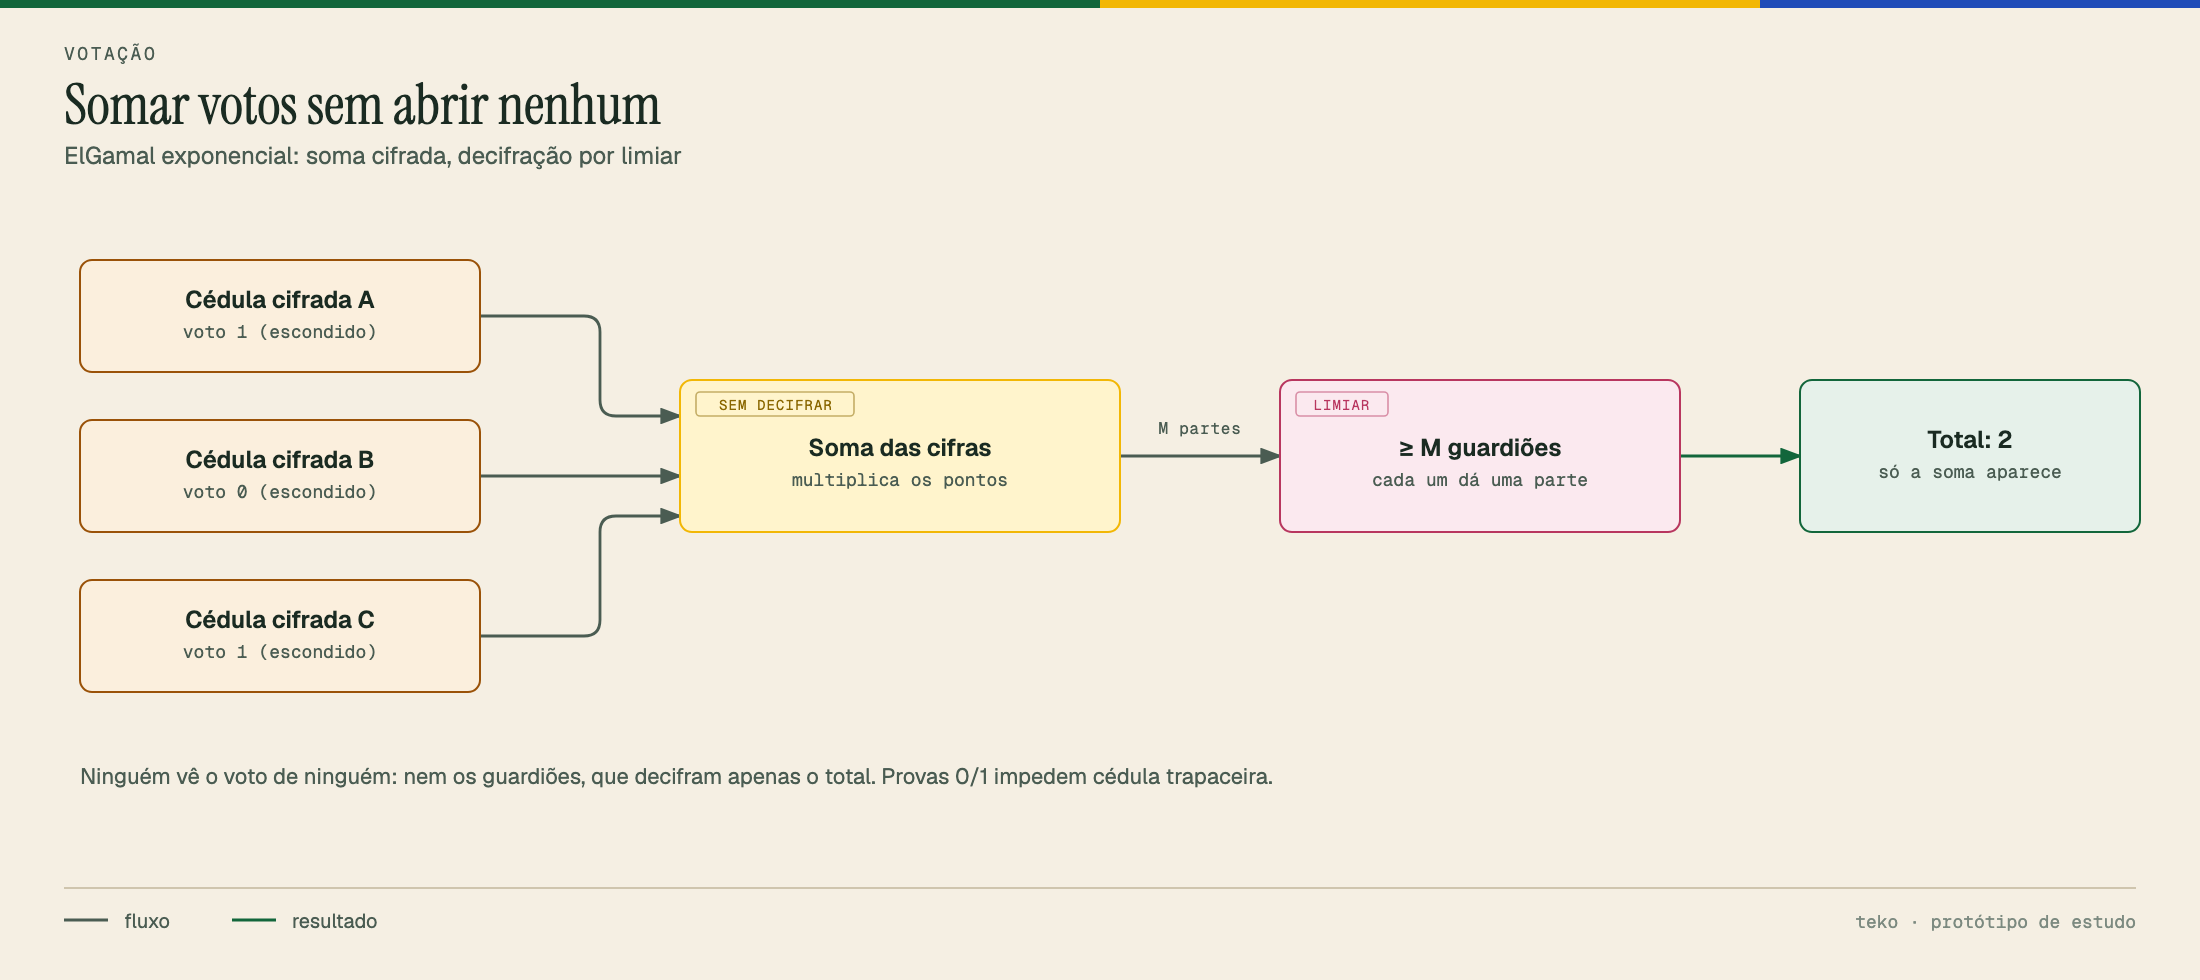 VOTAÇÃO
Somar votos sem abrir nenhum
ElGamal exponencial: soma cifrada, decifração por limiar
Cédula cifrada A
voto 1 (escondido)
Cédula cifrada B
voto 0 (escondido)
Cédula cifrada C
voto 1 (escondido)
SEM DECIFRAR
Soma das cifras
multiplica os pontos
M partes
LIMIAR
≥ M guardiões
cada um dá uma parte
Total: 2
só a soma aparece
Ninguém vê o voto de ninguém: nem os guardiões, que decifram apenas o total. Provas 0/1 impedem cédula trapaceira.
fluxo
resultado
teko · protótipo de estudo